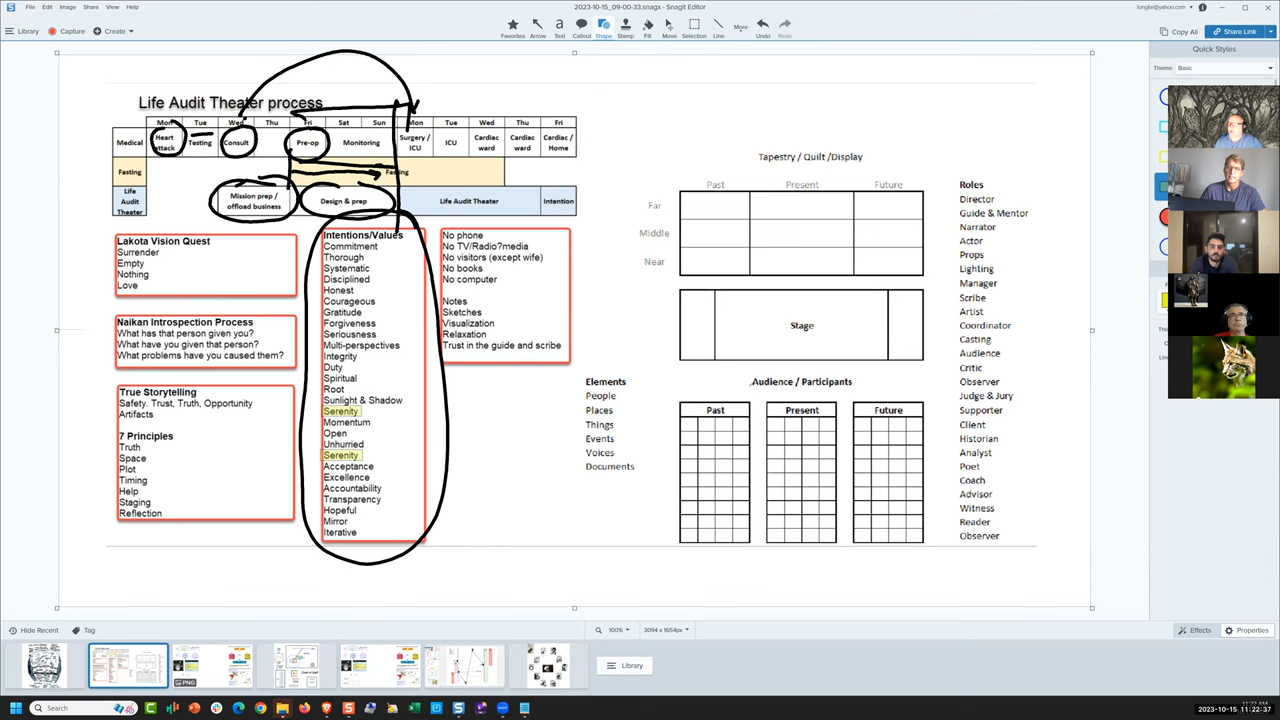 2023-10-15_09-00-33.snagx - Snagit Editor
File Edit Image Share View Help
longke@yahoo.com
Library Capture Create
Favorites Arrow Text Callout Shape Stamp Fill Move Selection Line More Undo Redo
Copy All Share Link
Quick Styles
Theme: Basic
Life Audit Theater process
Mon Tue Wed Thu Fri Sat Sun Mon Tue Wed Thu Fri
Medical Heart attack Testing Consult Pre-op Monitoring Surgery / ICU ICU Cardiac ward Cardiac ward Cardiac / Home
Fasting Fasting
Life Audit Theater Mission prep / offload business Design & prep Life Audit Theater Intention
Lakota Vision Quest
Surrender
Empty
Nothing
Love
Naikan Introspection Process
What has that person given you?
What have you given that person?
What problems have you caused them?
True Storytelling
Safety, Trust, Truth, Opportunity
Artifacts
7 Principles
Truth
Space
Plot
Timing
Help
Staging
Reflection
Intentions/Values
Commitment
Thorough
Systematic
Disciplined
Honest
Courageous
Gratitude
Forgiveness
Seriousness
Multi-perspectives
Integrity
Duty
Spiritual
Root
Sunlight & Shadow
Serenity
Momentum
Open
Unhurried
Serenity
Acceptance
Excellence
Accountability
Transparency
Hopeful
Mirror
Iterative
No phone
No TV/Radio?media
No visitors (except wife)
No books
No computer
Notes
Sketches
Visualization
Relaxation
Trust in the guide and scribe
Tapestry / Quilt /Display
Past Present Future
Far
Middle
Near
Stage
Elements
People
Places
Things
Events
Voices
Documents
Audience / Participants
Past Present Future
Roles
Director
Guide & Mentor
Narrator
Actor
Props
Lighting
Manager
Scribe
Artist
Coordinator
Casting
Audience
Critic
Observer
Judge & Jury
Supporter
Client
Historian
Analyst
Poet
Coach
Advisor
Witness
Reader
Observer
Hide Recent Tag
100% 3094 x 1654px
Effects Properties
PNG
Library
Search
2023-10-15 11:22:37